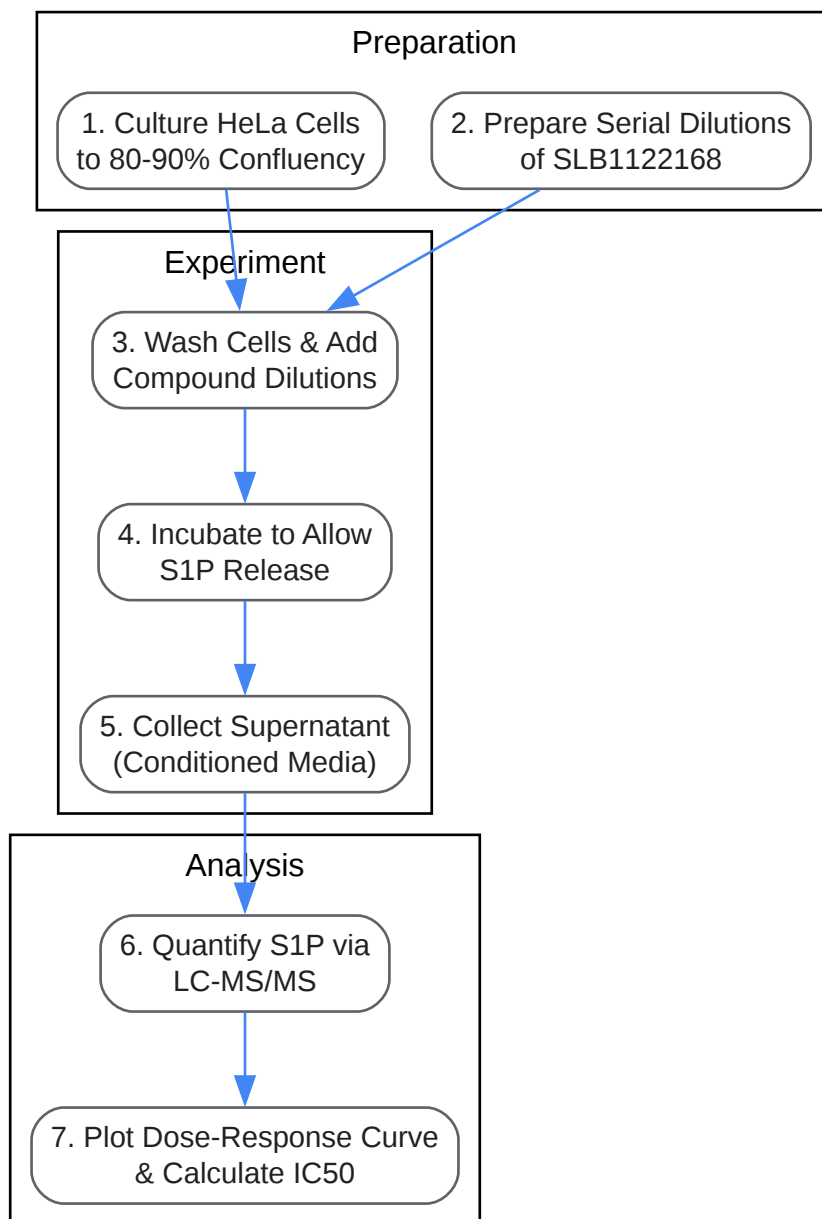 Preparation
1. Culture HeLa Cells
to 80-90% Confluency
2. Prepare Serial Dilutions
of SLB1122168
Experiment
3. Wash Cells & Add
Compound Dilutions
4. Incubate to Allow
S1P Release
5. Collect Supernatant
(Conditioned Media)
Analysis
6. Quantify S1P via
LC-MS/MS
7. Plot Dose-Response Curve
& Calculate IC50